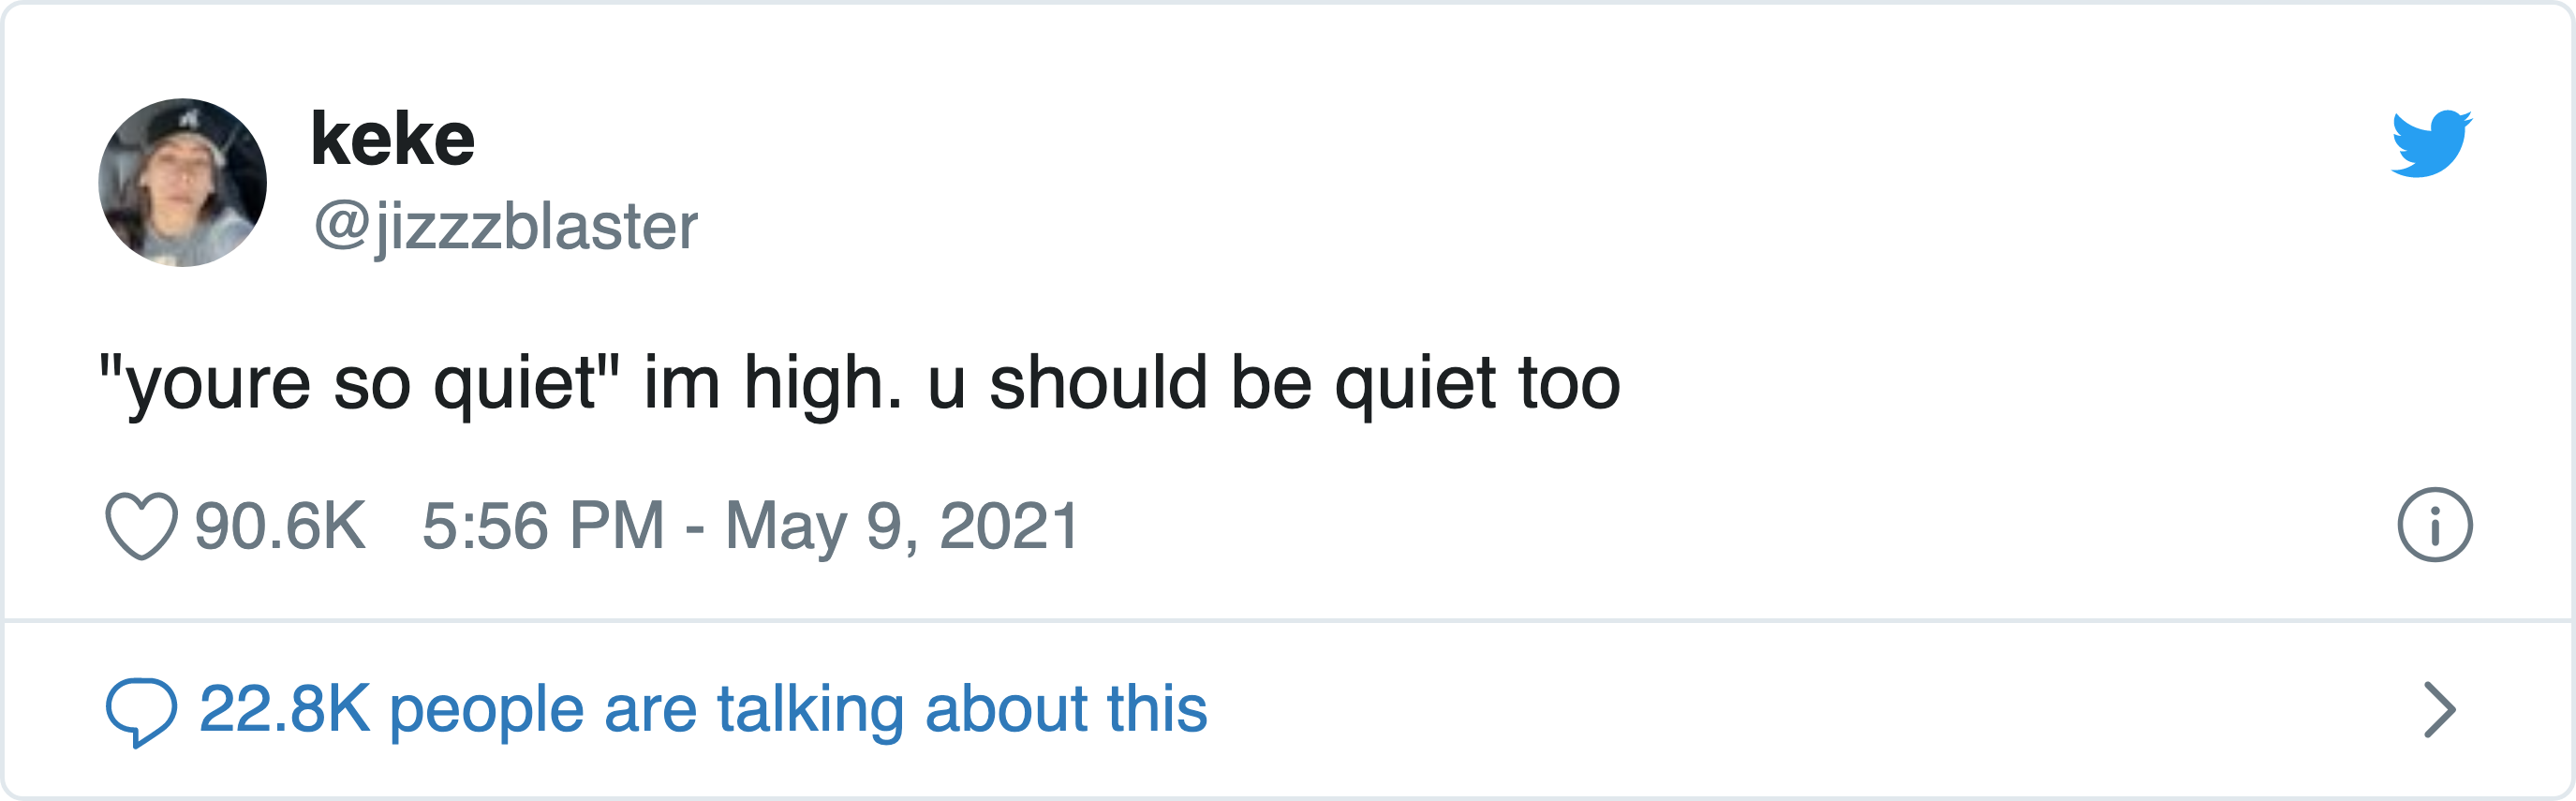 keke
@jizzzblaster
"youre so quiet" im high. u should be quiet too
90.6K 5:56 PM - May 9, 2021
22.8K people are talking about this